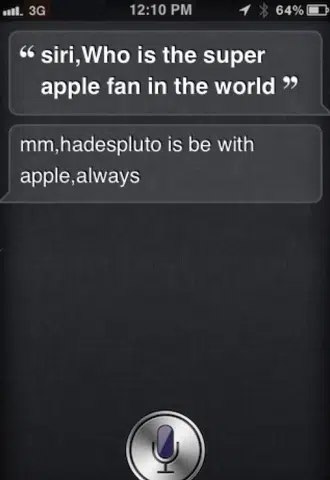 3G 12:10 PM 64%
“ siri,Who is the super
apple fan in the world ”
mm,hadespluto is be with
apple,always